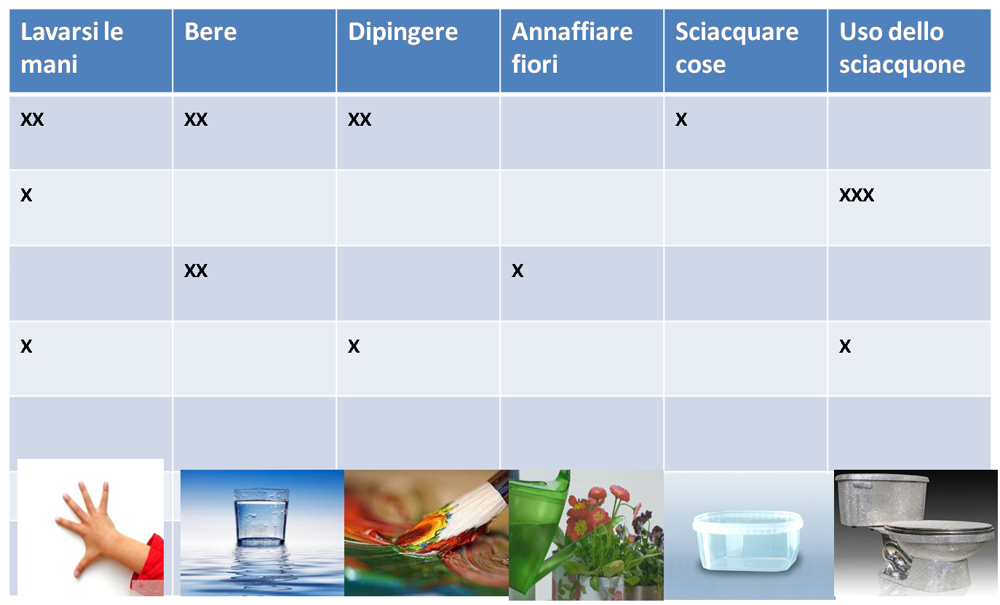 Lavarsi le
mani
Bere
Dipingere
Annaffiare
fiori
Sciacquare
cose
Uso dello
sciacquone
XX XX XX X
X XXX
XX X
X X X